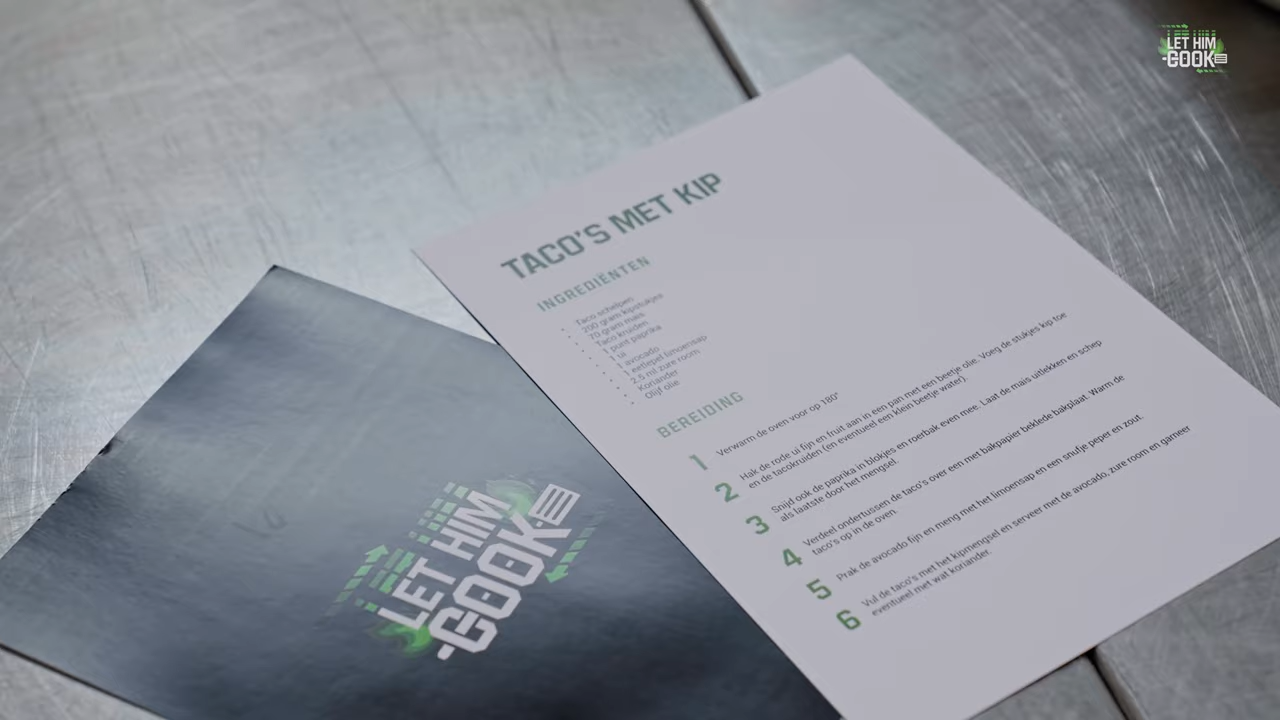 LET HIM
COOK
TACO'S MET KIP
INGREDIËNTEN
Taco schelpen
200 gram kipstukjes
70 gram mais
Taco kruiden
1 punt paprika
1 ui
1 avocado
1 eetlepel limoensap
2.5 ml zure room
Koriander
Olijf olie
BEREIDING
1 Verwarm de oven voor op 180°
2 Hak de rode ui fijn en fruit aan in een pan met een beetje olie. Voeg de stukjes kip toe
en de tacokruiden (en eventueel een klein beetje water).
3 Snijd ook de paprika in blokjes en roerbak even mee. Laat de mais uitlekken en schep
als laatste door het mengsel.
4 Verdeel ondertussen de taco's over een met bakpapier beklede bakplaat. Warm de
taco's op in de oven.
5 Prak de avocado fijn en meng met het limoensap en een snufje peper en zout.
6 Vul de taco's met het kipmengsel en serveer met de avocado, zure room en garneer
eventueel met wat koriander.
LET HIM
COOK